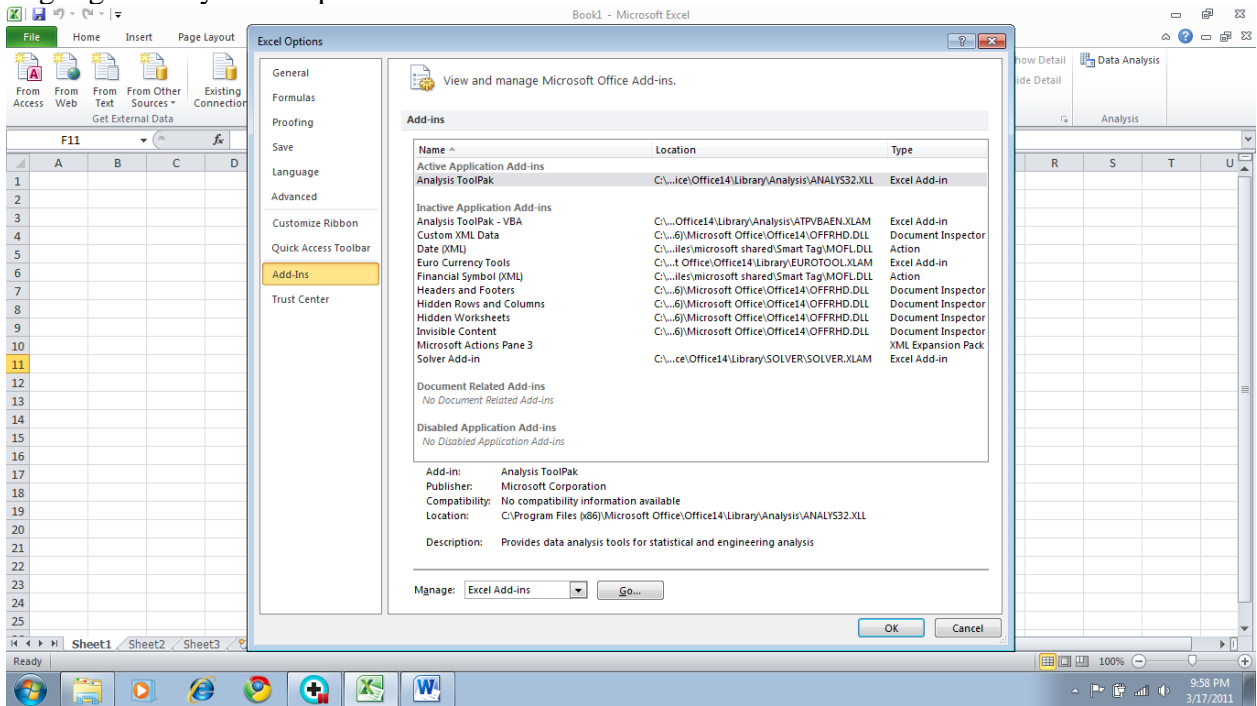 Book1 - Microsoft Excel
File Home Insert Page Layout
From Access
From Web
From Text
From Other Sources
Existing
Get External Data
Data Analysis
Analysis
F11
fx
A B C D R S T U
1
2
3
4
5
6
7
8
9
10
11
12
13
14
15
16
17
18
19
20
21
22
23
24
25
Excel Options
General
Formulas
Proofing
Save
Language
Advanced
Customize Ribbon
Quick Access Toolbar
Add-Ins
Trust Center
View and manage Microsoft Office Add-ins.
Add-ins
Name Location Type
Active Application Add-ins
Analysis ToolPak C:\...ice\Office14\Library\Analysis\ANALYS32.XLL Excel Add-in
Inactive Application Add-ins
Analysis ToolPak - VBA C:\...Office14\Library\Analysis\ATPVBAEN.XLAM Excel Add-in
Custom XML Data C:\...6)\Microsoft Office\Office14\OFFRHD.DLL Document Inspector
Date (XML) C:\...iles\microsoft shared\Smart Tag\MOFL.DLL Action
Euro Currency Tools C:\...t Office\Office14\Library\EUROTOOL.XLAM Excel Add-in
Financial Symbol (XML) C:\...iles\microsoft shared\Smart Tag\MOFL.DLL Action
Headers and Footers C:\...6)\Microsoft Office\Office14\OFFRHD.DLL Document Inspector
Hidden Rows and Columns C:\...6)\Microsoft Office\Office14\OFFRHD.DLL Document Inspector
Hidden Worksheets C:\...6)\Microsoft Office\Office14\OFFRHD.DLL Document Inspector
Invisible Content C:\...6)\Microsoft Office\Office14\OFFRHD.DLL Document Inspector
Microsoft Actions Pane 3 XML Expansion Pack
Solver Add-in C:\...ce\Office14\Library\SOLVER\SOLVER.XLAM Excel Add-in
Document Related Add-ins
No Document Related Add-ins
Disabled Application Add-ins
No Disabled Application Add-ins
Add-in: Analysis ToolPak
Publisher: Microsoft Corporation
Compatibility: No compatibility information available
Location: C:\Program Files (x86)\Microsoft Office\Office14\Library\Analysis\ANALYS32.XLL
Description: Provides data analysis tools for statistical and engineering analysis
Manage: Excel Add-ins Go...
OK Cancel
Sheet1 Sheet2 Sheet3
Ready 100%
9:58 PM
3/17/2011